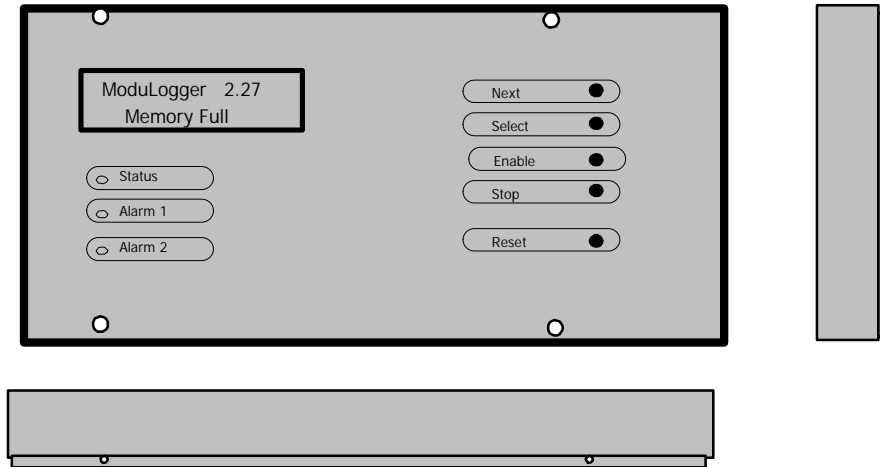 ModuLogger 2.27
Memory Full
Status
Alarm 1
Alarm 2
Next
Select
Enable
Stop
Reset